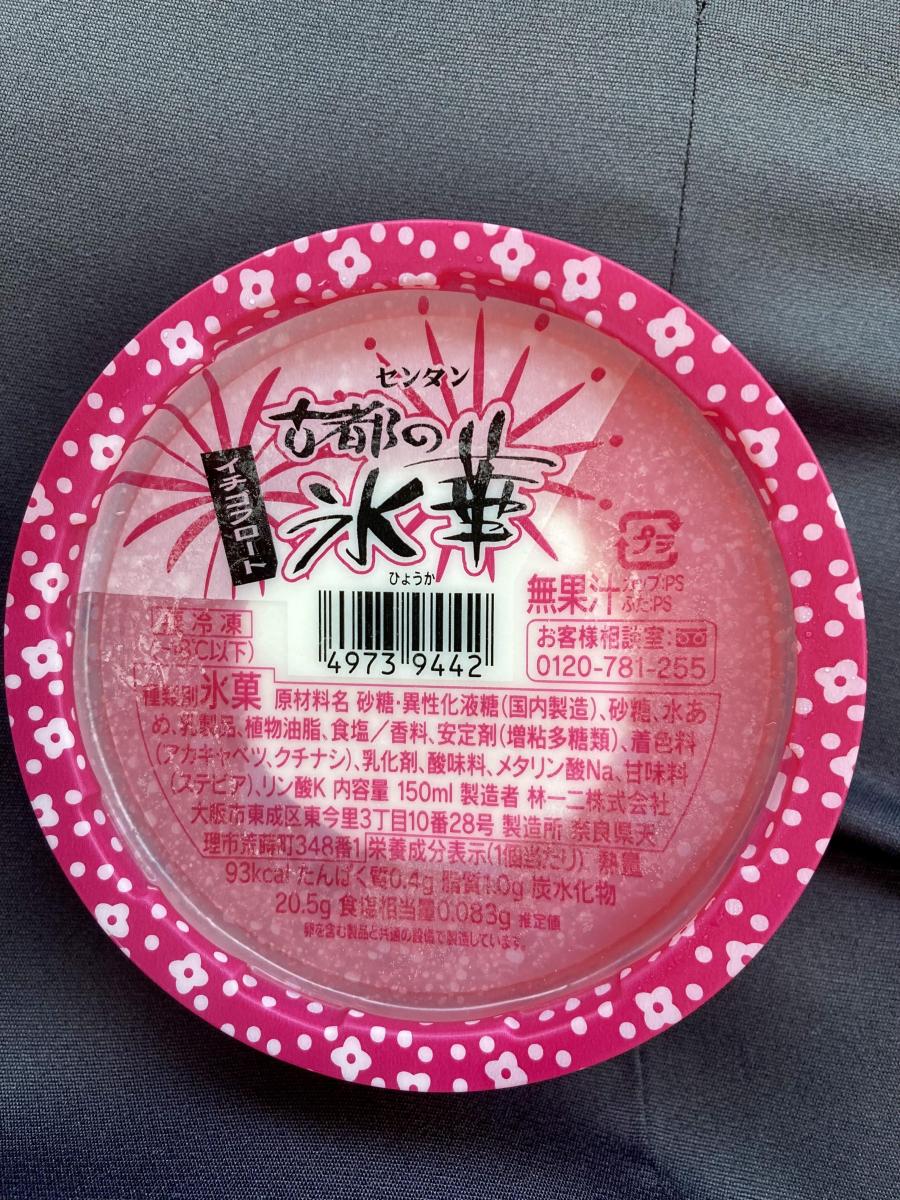 センタン
古都の
氷華
ひょうか
イチゴフロート
プラ
無果汁
カップ:PS
ふた:PS
要冷凍
(-18℃以下)
4973 9442
お客様相談室:
0120-781-255
種類別 氷菓 原材料名 砂糖・異性化液糖(国内製造)、砂糖、水あ
め、乳製品、植物油脂、食塩/香料、安定剤(増粘多糖類)、着色料
(アカキャベツ、クチナシ)、乳化剤、酸味料、メタリン酸Na、甘味料
(ステビア)、リン酸K 内容量 150ml 製造者 林一二株式会社
大阪市東成区東今里3丁目10番28号 製造所 奈良県天
理市荒蒔町348番1 栄養成分表示(1個当たり) 熱量
93kcal たんぱく質0.4g 脂質1.0g 炭水化物
20.5g 食塩相当量0.083g 推定値
卵を含む製品と共通の設備で製造しています。